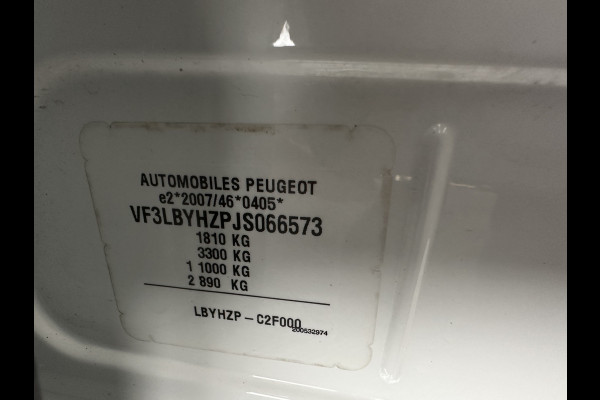 AUTOMOBILES PEUGEOT
e2*2007/46*0405*
VF3LBYHZPJS066573
1810 KG
3300 KG
1 1000 KG
2 890 KG
LBYHZP - C2F000
200532974